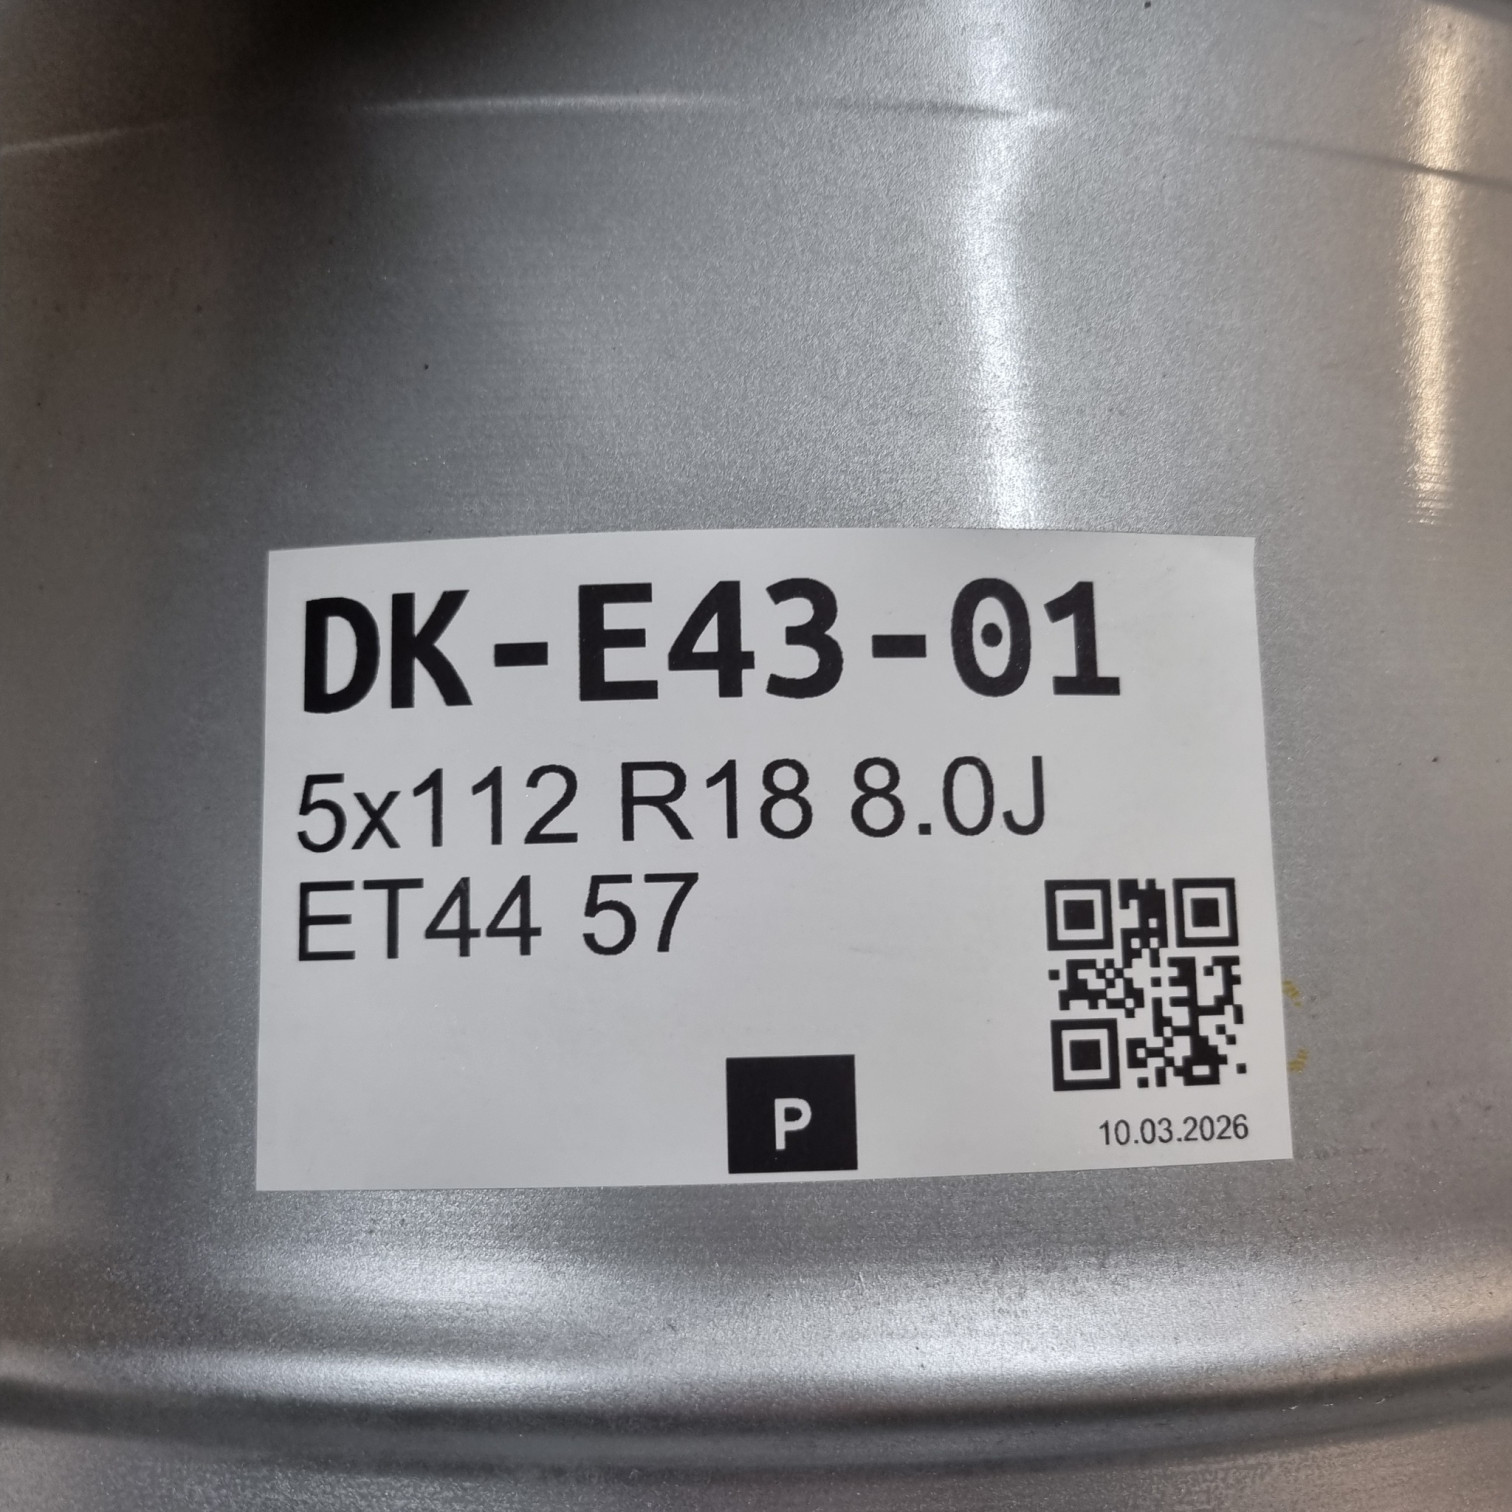 DK-E43-01
5x112 R18 8.0J
ET44 57
P
10.03.2026